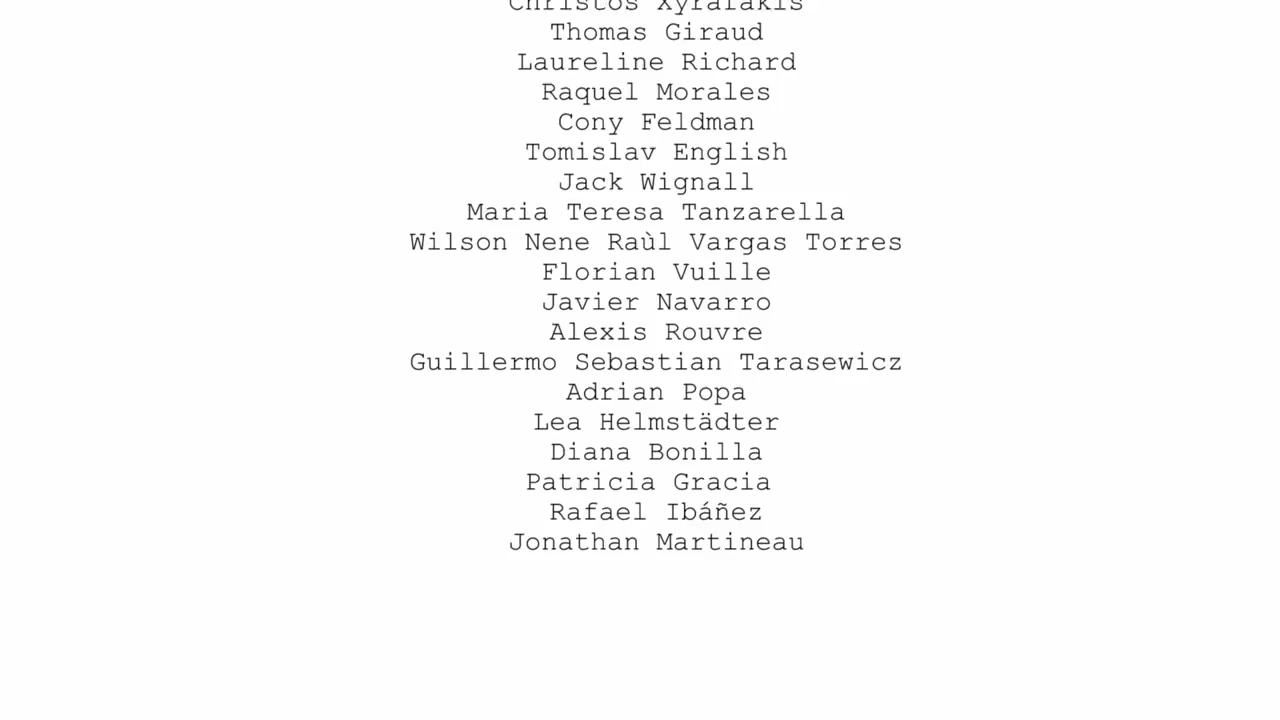 Christos Xyrafakis
Thomas Giraud
Laureline Richard
Raquel Morales
Cony Feldman
Tomislav English
Jack Wignall
Maria Teresa Tanzarella
Wilson Nene Raùl Vargas Torres
Florian Vuille
Javier Navarro
Alexis Rouvre
Guillermo Sebastian Tarasewicz
Adrian Popa
Lea Helmstädter
Diana Bonilla
Patricia Gracia
Rafael Ibáñez
Jonathan Martineau